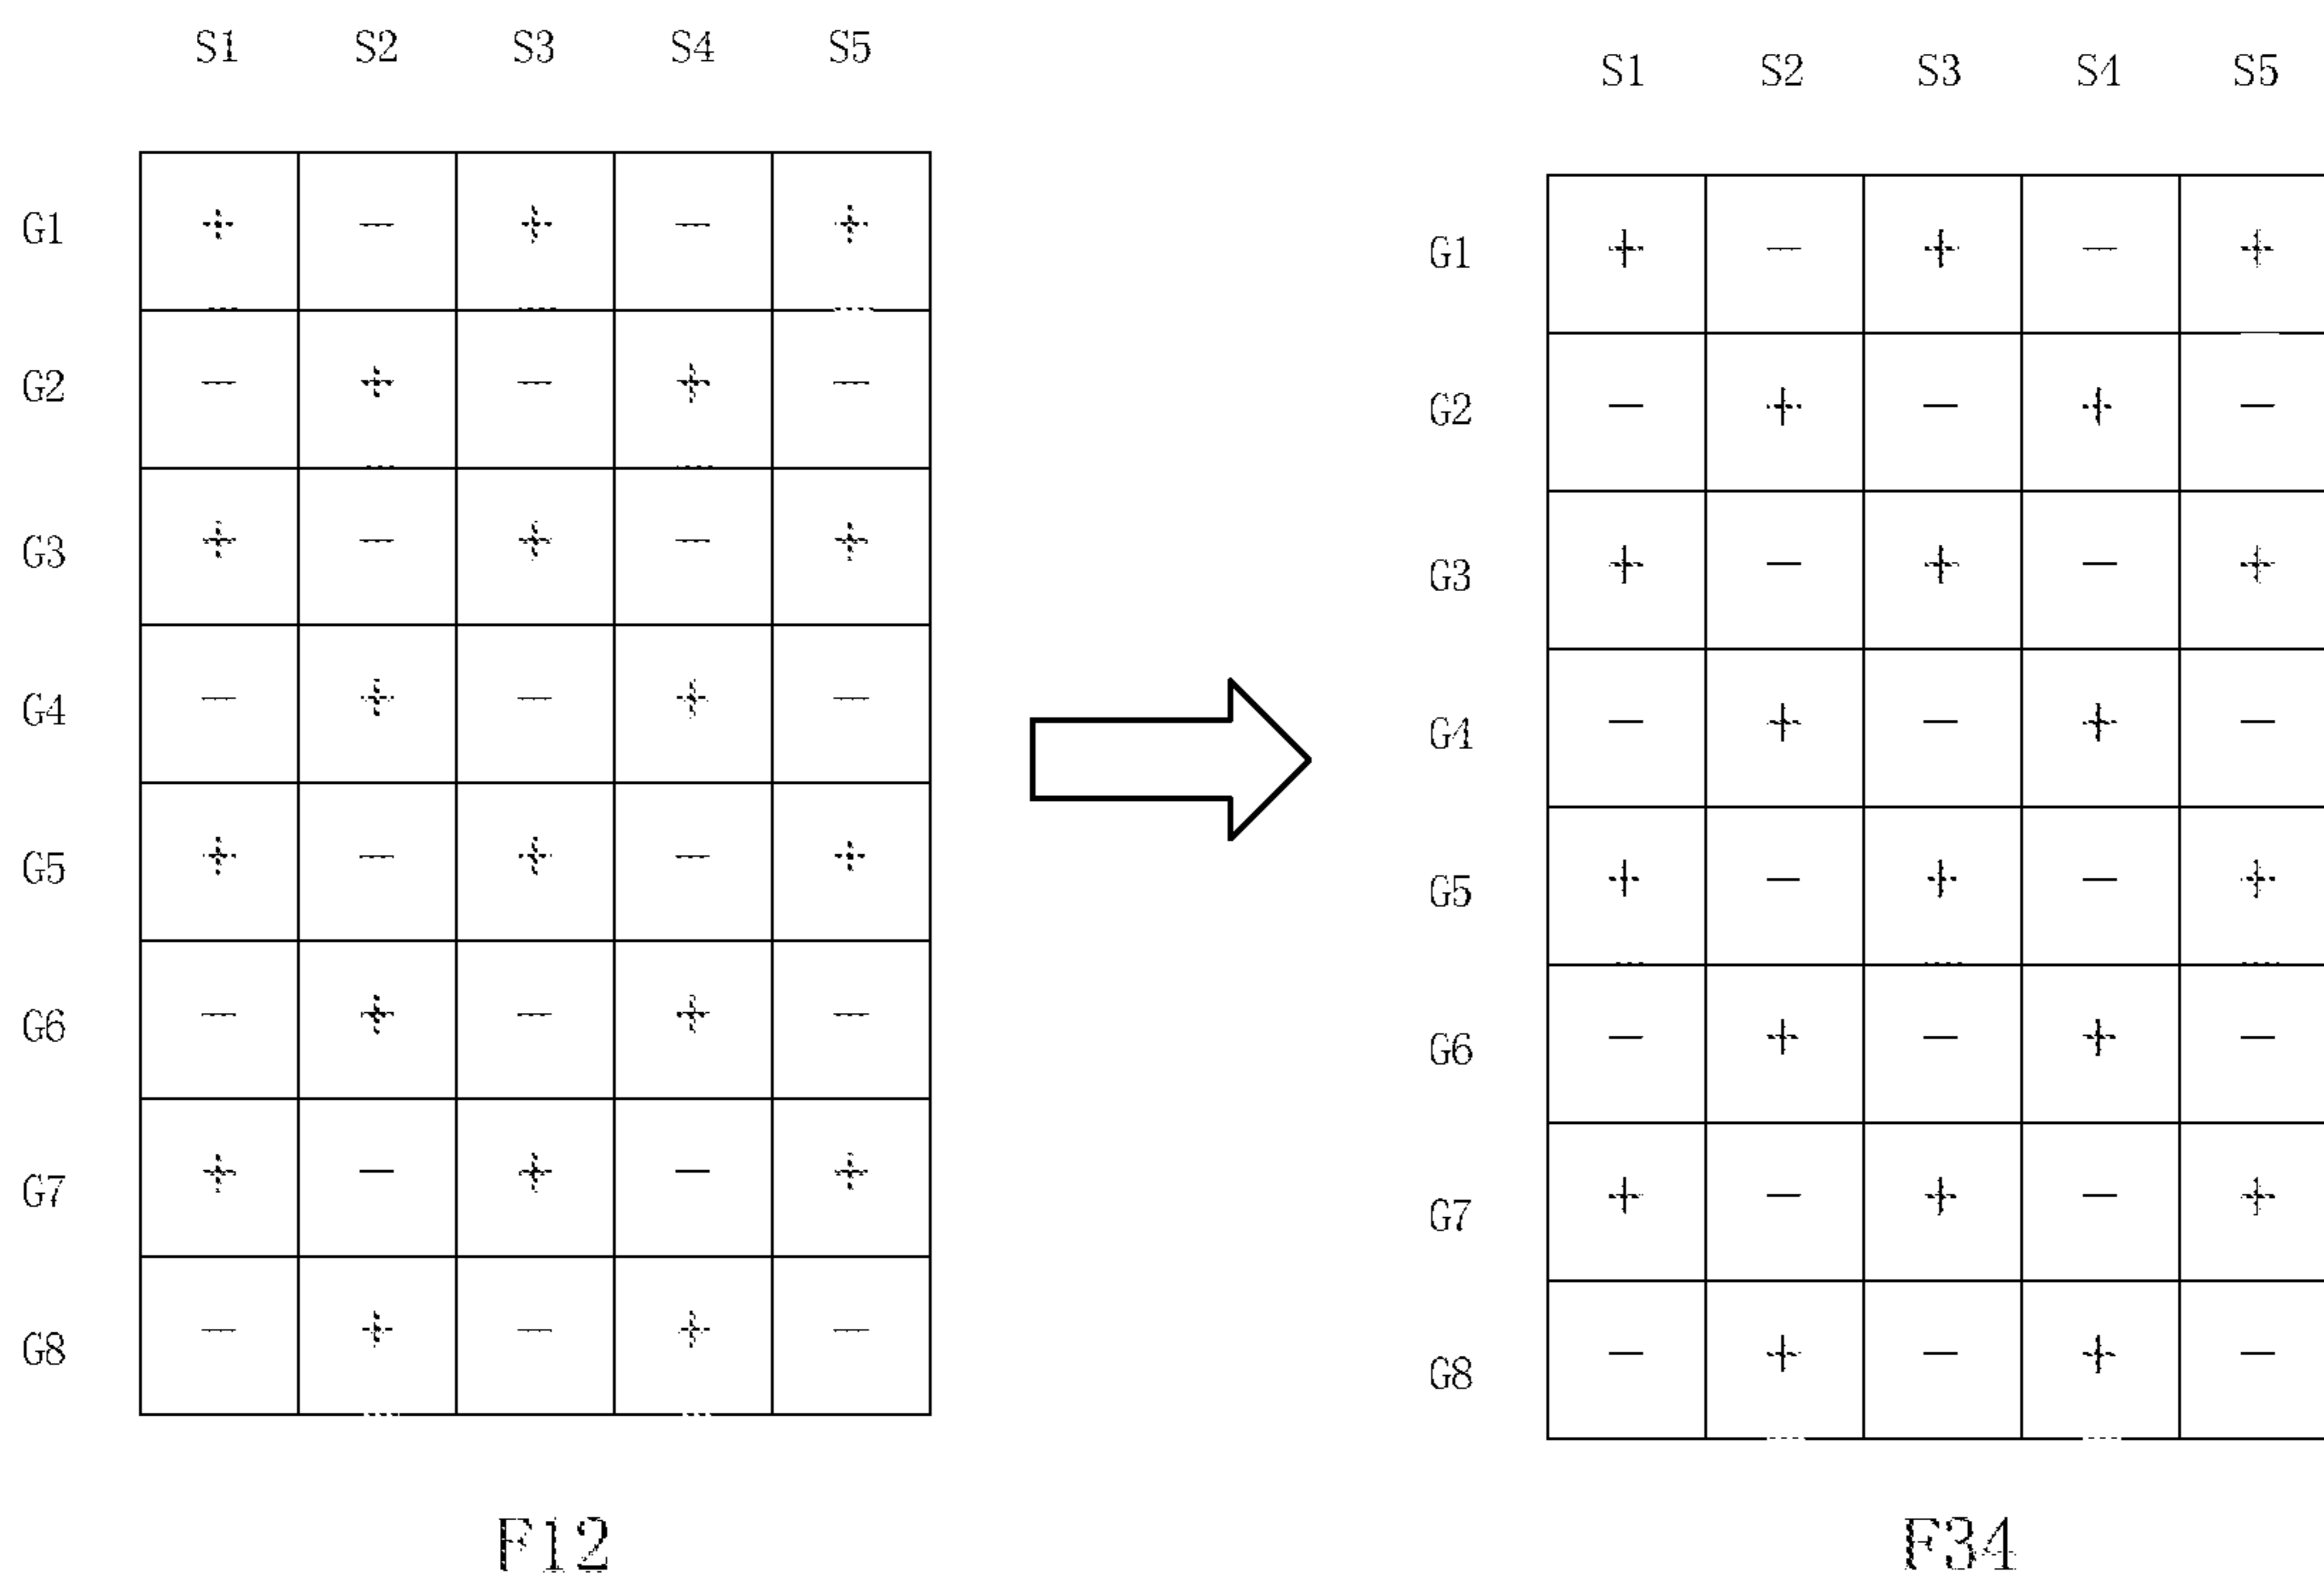 S1 S2 S3 S4 S5
G1 + − + − +
G2 − + − + −
G3 + − + − +
G4 − + − + −
G5 + − + − +
G6 − + − + −
G7 + − + − +
G8 − + − + −
F12
S1 S2 S3 S4 S5
G1 + − + − +
G2 − + − + −
G3 + − + − +
G4 − + − + −
G5 + − + − +
G6 − + − + −
G7 + − + − +
G8 − + − + −
F34